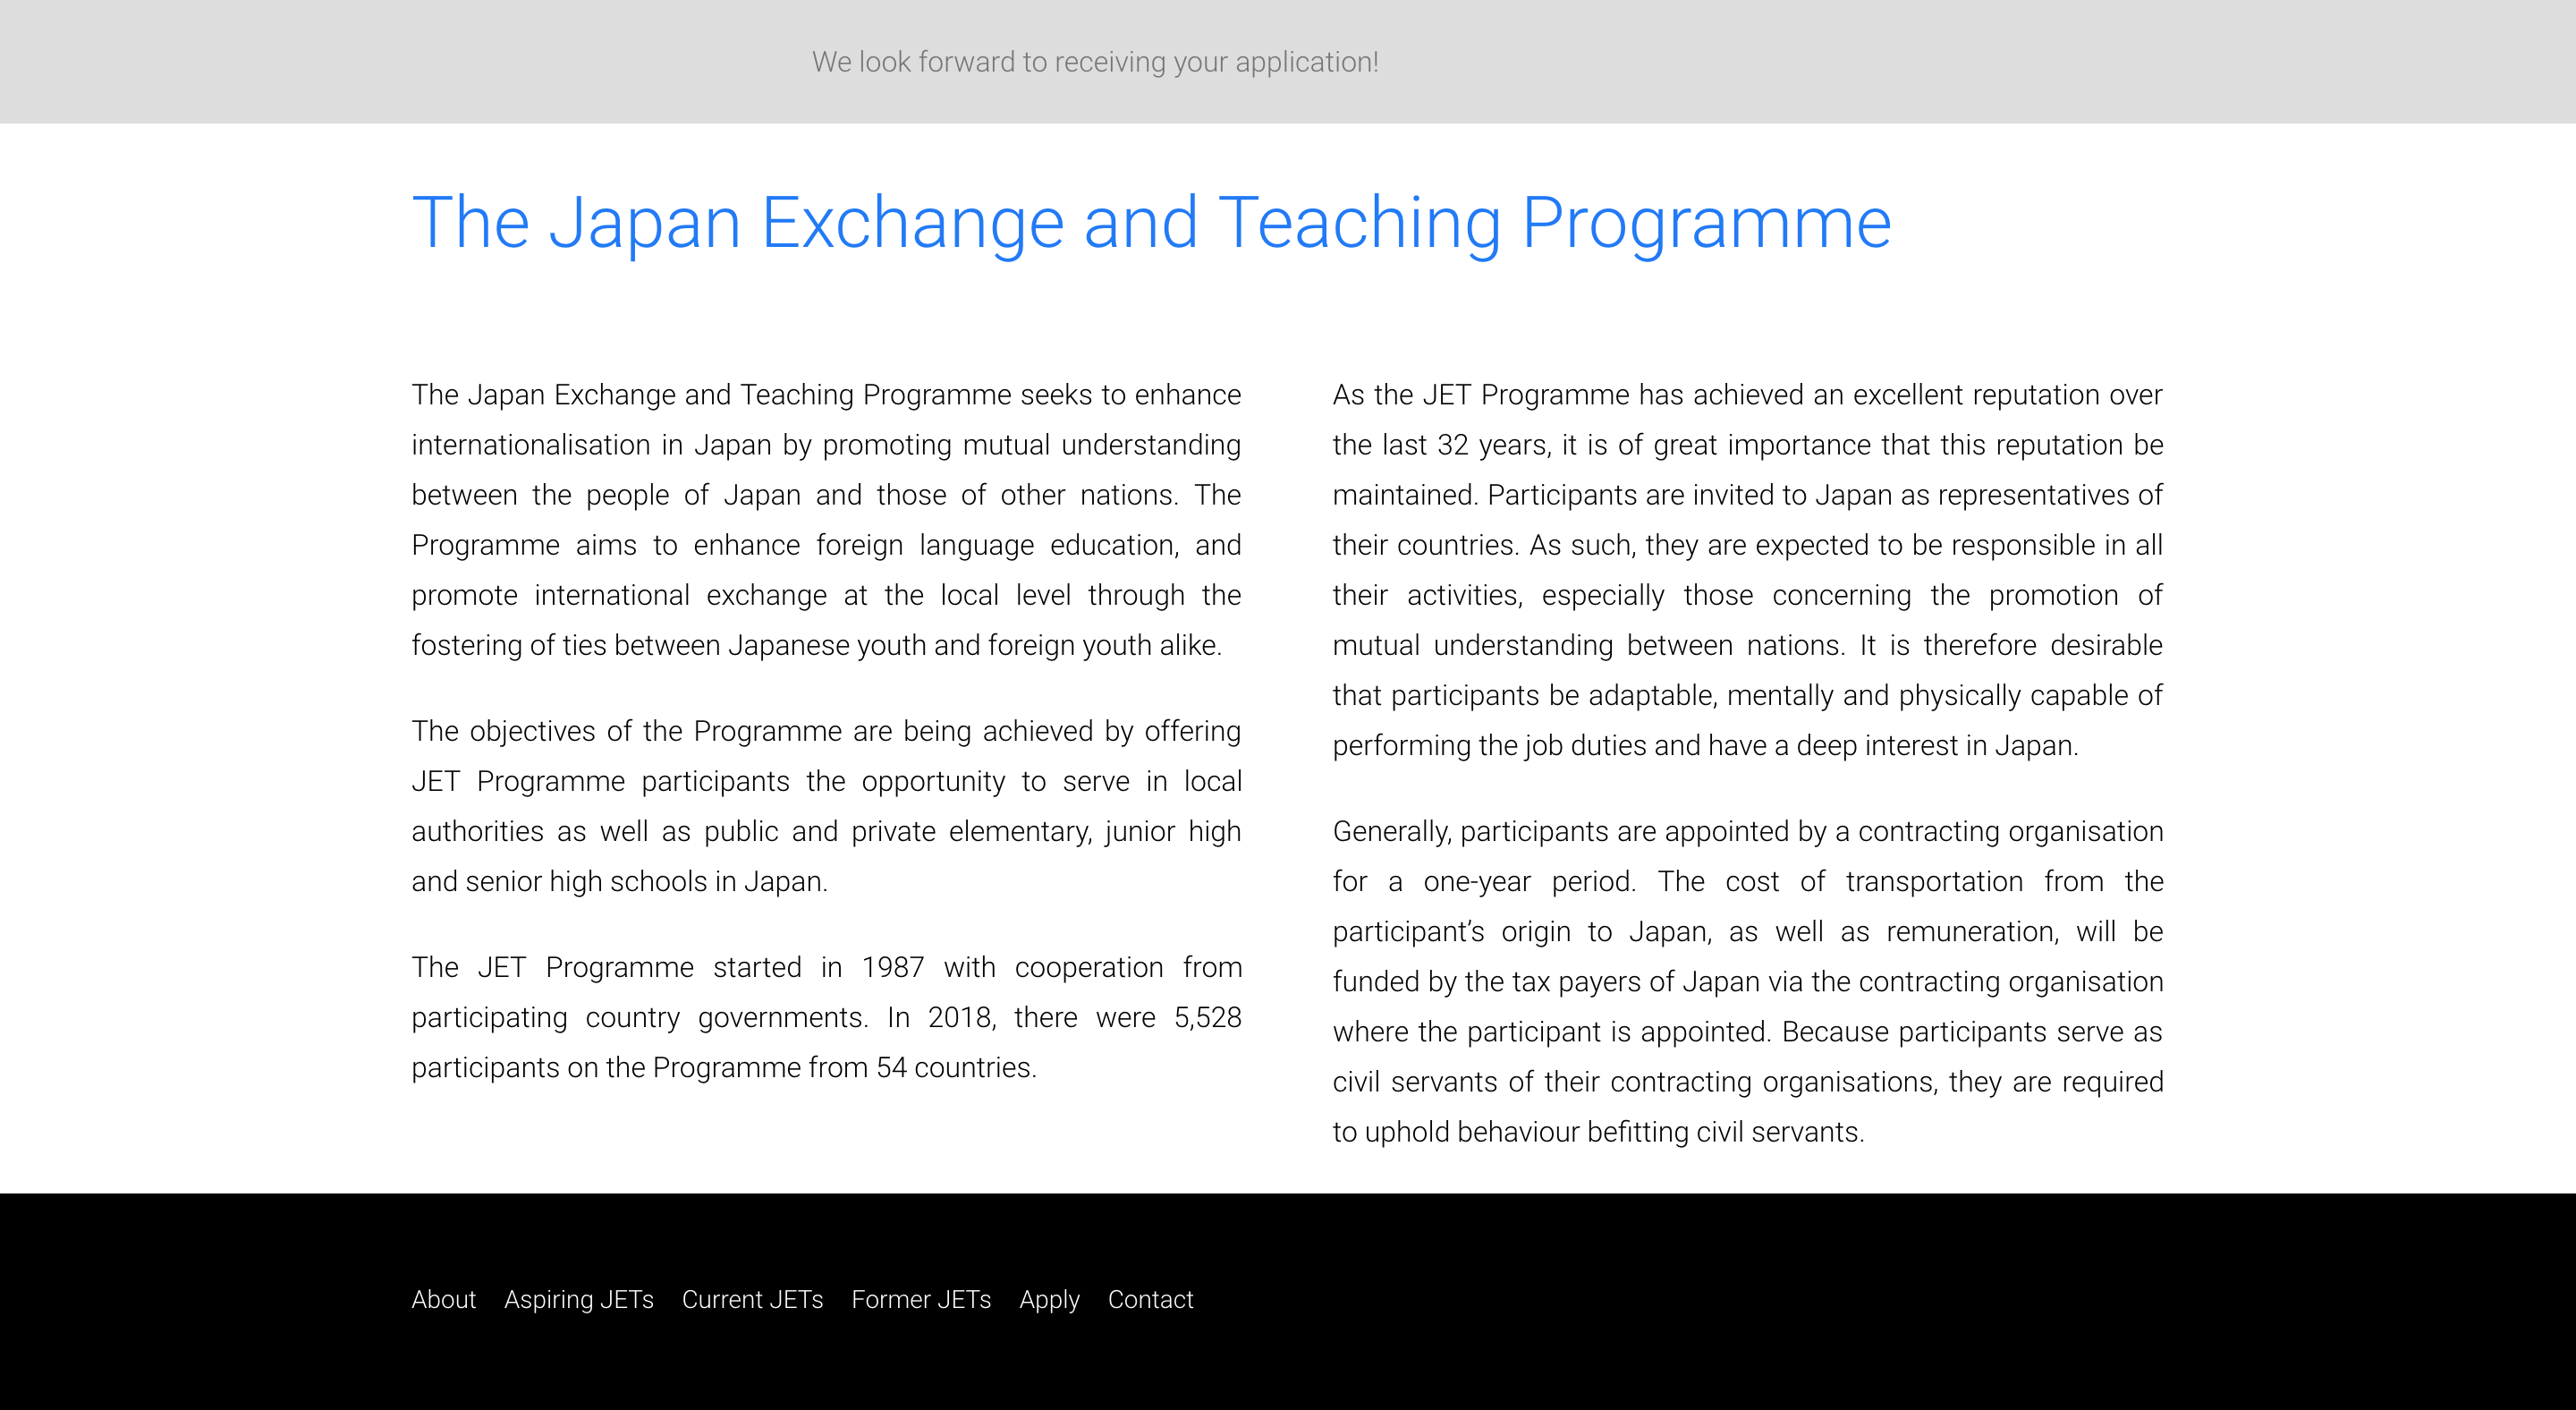 We look forward to receiving your application!
The Japan Exchange and Teaching Programme
The Japan Exchange and Teaching Programme seeks to enhance
internationalisation in Japan by promoting mutual understanding
between the people of Japan and those of other nations. The
Programme aims to enhance foreign language education, and
promote international exchange at the local level through the
fostering of ties between Japanese youth and foreign youth alike.
The objectives of the Programme are being achieved by offering
JET Programme participants the opportunity to serve in local
authorities as well as public and private elementary, junior high
and senior high schools in Japan.
The JET Programme started in 1987 with cooperation from
participating country governments. In 2018, there were 5,528
participants on the Programme from 54 countries.
As the JET Programme has achieved an excellent reputation over
the last 32 years, it is of great importance that this reputation be
maintained. Participants are invited to Japan as representatives of
their countries. As such, they are expected to be responsible in all
their activities, especially those concerning the promotion of
mutual understanding between nations. It is therefore desirable
that participants be adaptable, mentally and physically capable of
performing the job duties and have a deep interest in Japan.
Generally, participants are appointed by a contracting organisation
for a one-year period. The cost of transportation from the
participant’s origin to Japan, as well as remuneration, will be
funded by the tax payers of Japan via the contracting organisation
where the participant is appointed. Because participants serve as
civil servants of their contracting organisations, they are required
to uphold behaviour befitting civil servants.
About Aspiring JETs Current JETs Former JETs Apply Contact